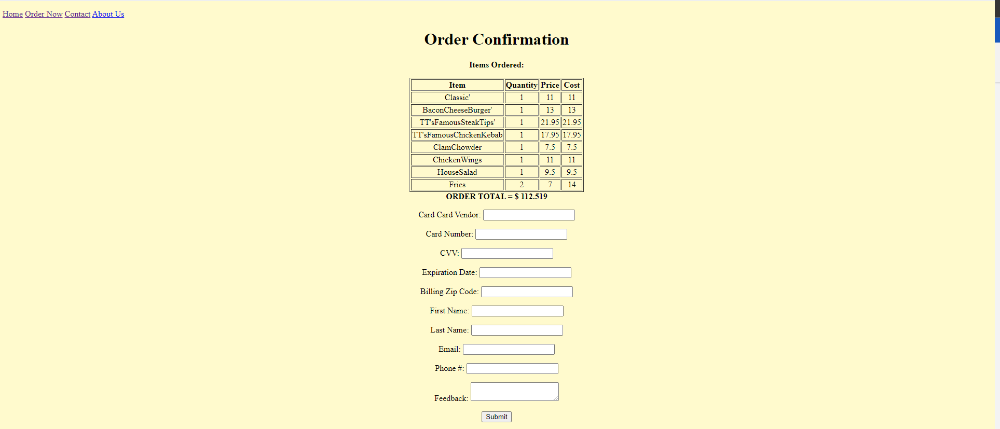 Home Order Now Contact About Us
Order Confirmation
Items Ordered:
Item Quantity Price Cost
Classic' 1 11 11
BaconCheeseBurger' 1 13 13
TT'sFamousSteakTips' 1 21.95 21.95
TT'sFamousChickenKebab 1 17.95 17.95
ClamChowder 1 7.5 7.5
ChickenWings 1 11 11
HouseSalad 1 9.5 9.5
Fries 2 7 14
ORDER TOTAL = $ 112.519
Card Card Vendor:
Card Number:
CVV:
Expiration Date:
Billing Zip Code:
First Name:
Last Name:
Email:
Phone #:
Feedback:
Submit